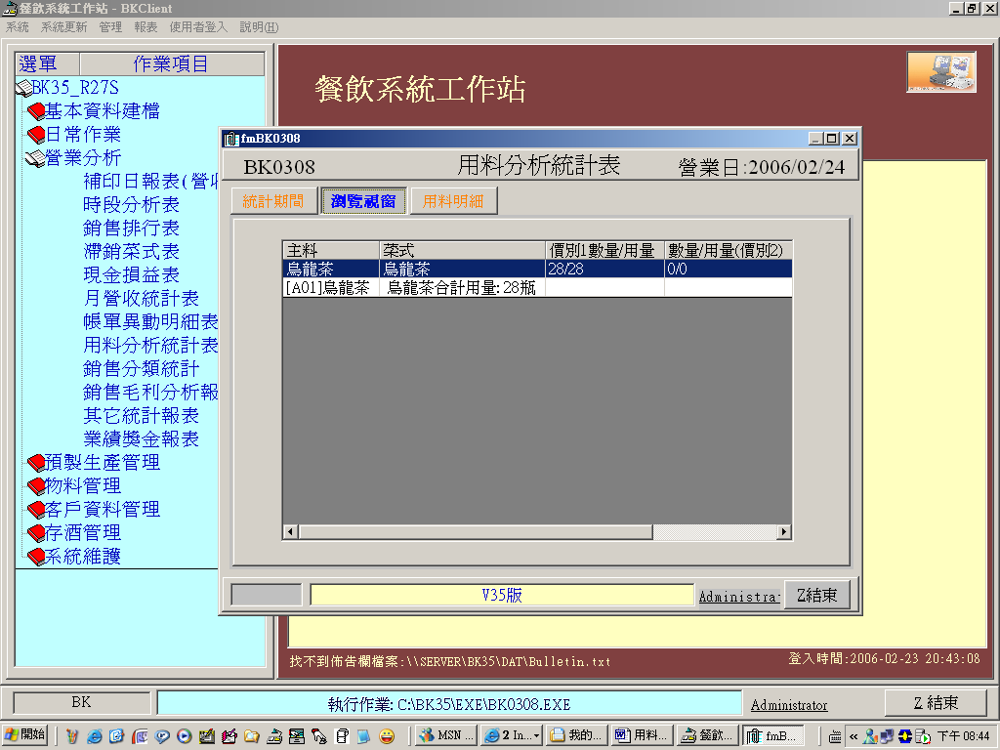 餐飲系統工作站 - BKClient
系統 系統更新 管理 報表 使用者登入 說明(H)
選單 作業項目
BK35_R27S
基本資料建檔
日常作業
營業分析
補印日報表(營收
時段分析表
銷售排行表
滯銷菜式表
現金損益表
月營收統計表
帳單異動明細表
用料分析統計表
銷售分類統計
銷售毛利分析報
其它統計報表
業績獎金報表
預製生產管理
物料管理
客戶資料管理
存酒管理
系統維護
餐飲系統工作站
fmBK0308
BK0308 用料分析統計表 營業日:2006/02/24
統計期間 瀏覽視窗 用料明細
主料 菜式 價別1數量/用量 數量/用量(價別2)
烏龍茶 烏龍茶 28/28 0/0
[A01]烏龍茶 烏龍茶合計用量:28瓶
V35版 Administra Z結束
找不到佈告欄檔案:\\SERVER\BK35\DAT\Bulletin.txt 登入時間:2006-02-23 20:43:08
BK 執行作業: C:\BK35\EXE\BK0308.EXE Administrator Z 結束
開始 MSN ... 2 In... 我的... 用料... 餐飲... fmB... « 下午 08:44